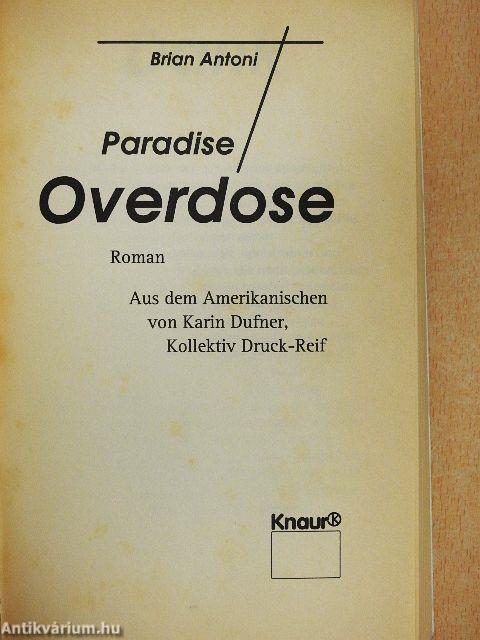 Brian Antoni
Paradise
Overdose
Roman
Aus dem Amerikanischen
von Karin Dufner,
Kollektiv Druck-Reif
Knaur K
Antikvárium.hu